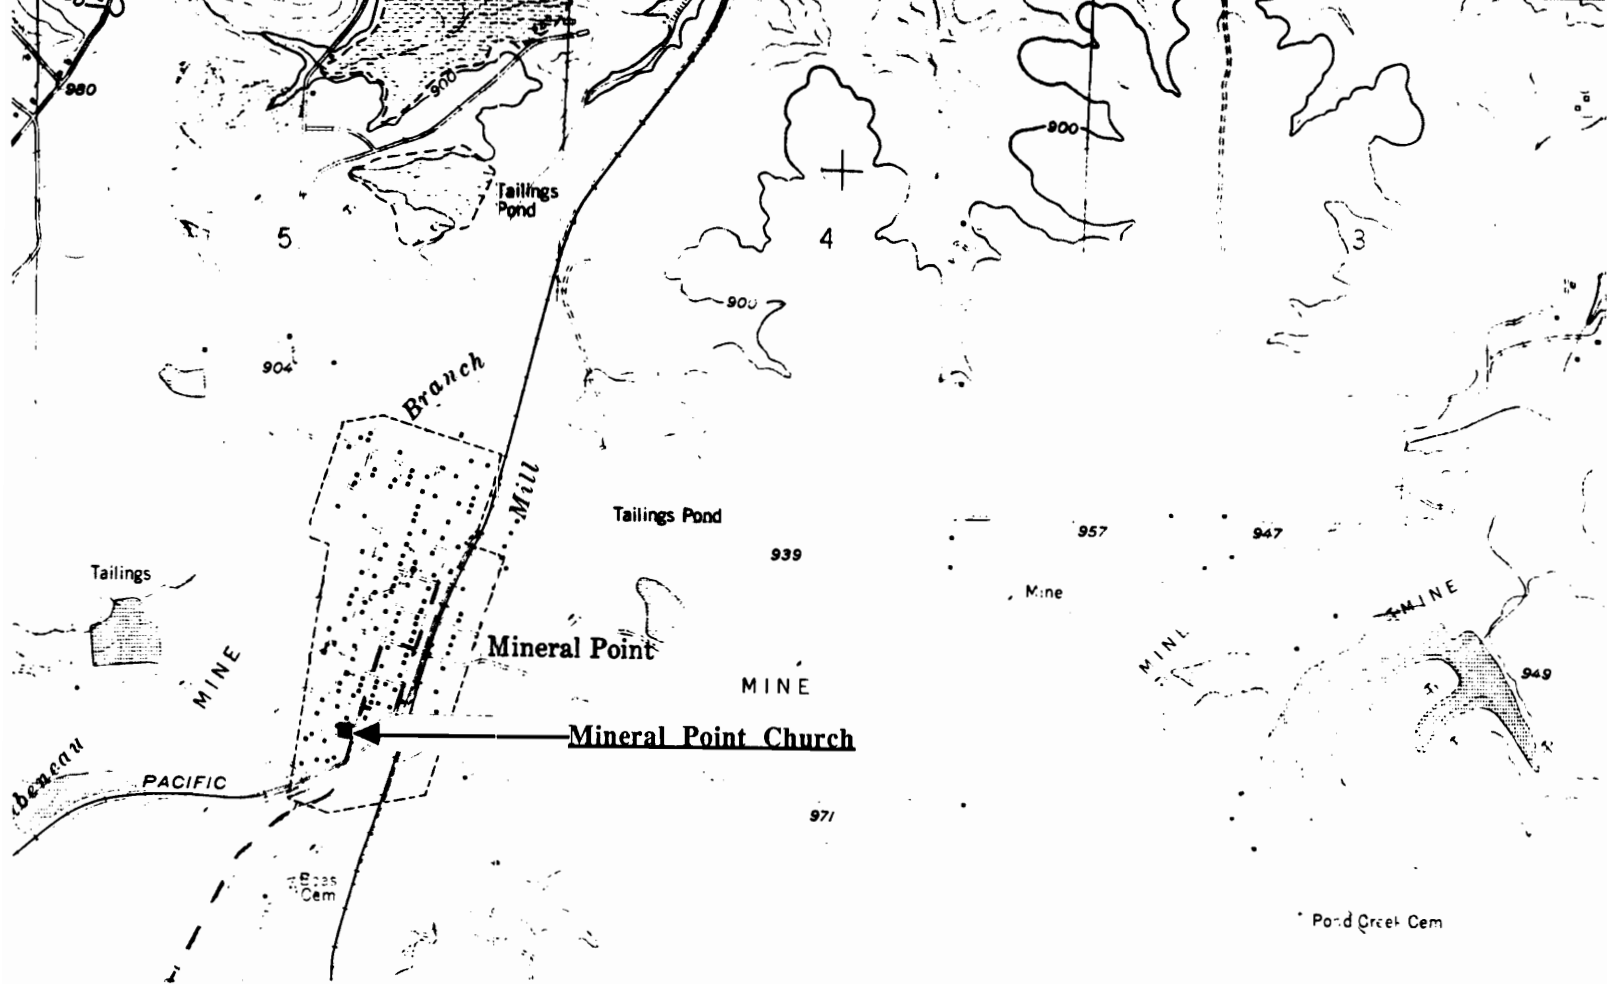 980
900
900
Tailings
Pond
5
4
3
900
904
Branch
Mill
Tailings Pond
957
947
939
Tailings
Mine
MINE
MINE
Mineral Point
MINE
949
MINE
Mineral Point Church
PACIFIC
971
Cem
Pond Creek Cem